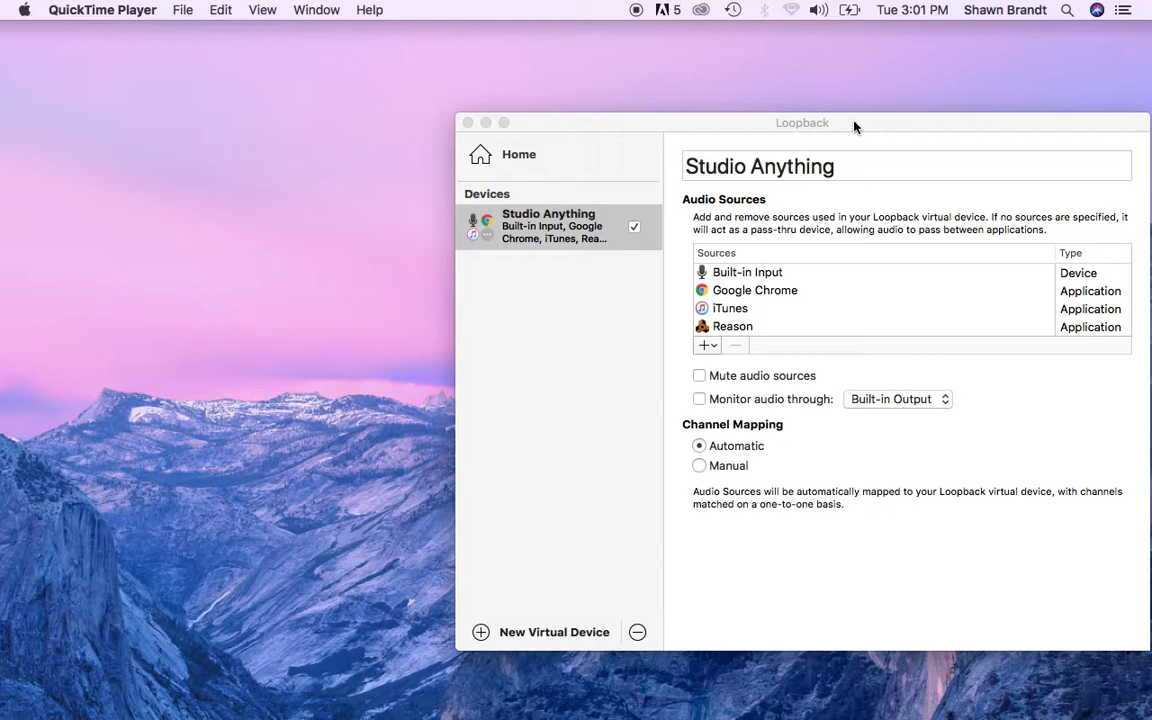 QuickTime Player File Edit View Window Help 5 Tue 3:01 PM Shawn Brandt
Loopback
Home
Devices
Studio Anything
Built-in Input, Google
Chrome, iTunes, Rea...
New Virtual Device
Studio Anything
Audio Sources
Add and remove sources used in your Loopback virtual device. If no sources are specified, it
will act as a pass-thru device, allowing audio to pass between applications.
Sources Type
Built-in Input Device
Google Chrome Application
iTunes Application
Reason Application
Mute audio sources
Monitor audio through: Built-in Output
Channel Mapping
Automatic
Manual
Audio Sources will be automatically mapped to your Loopback virtual device, with channels
matched on a one-to-one basis.